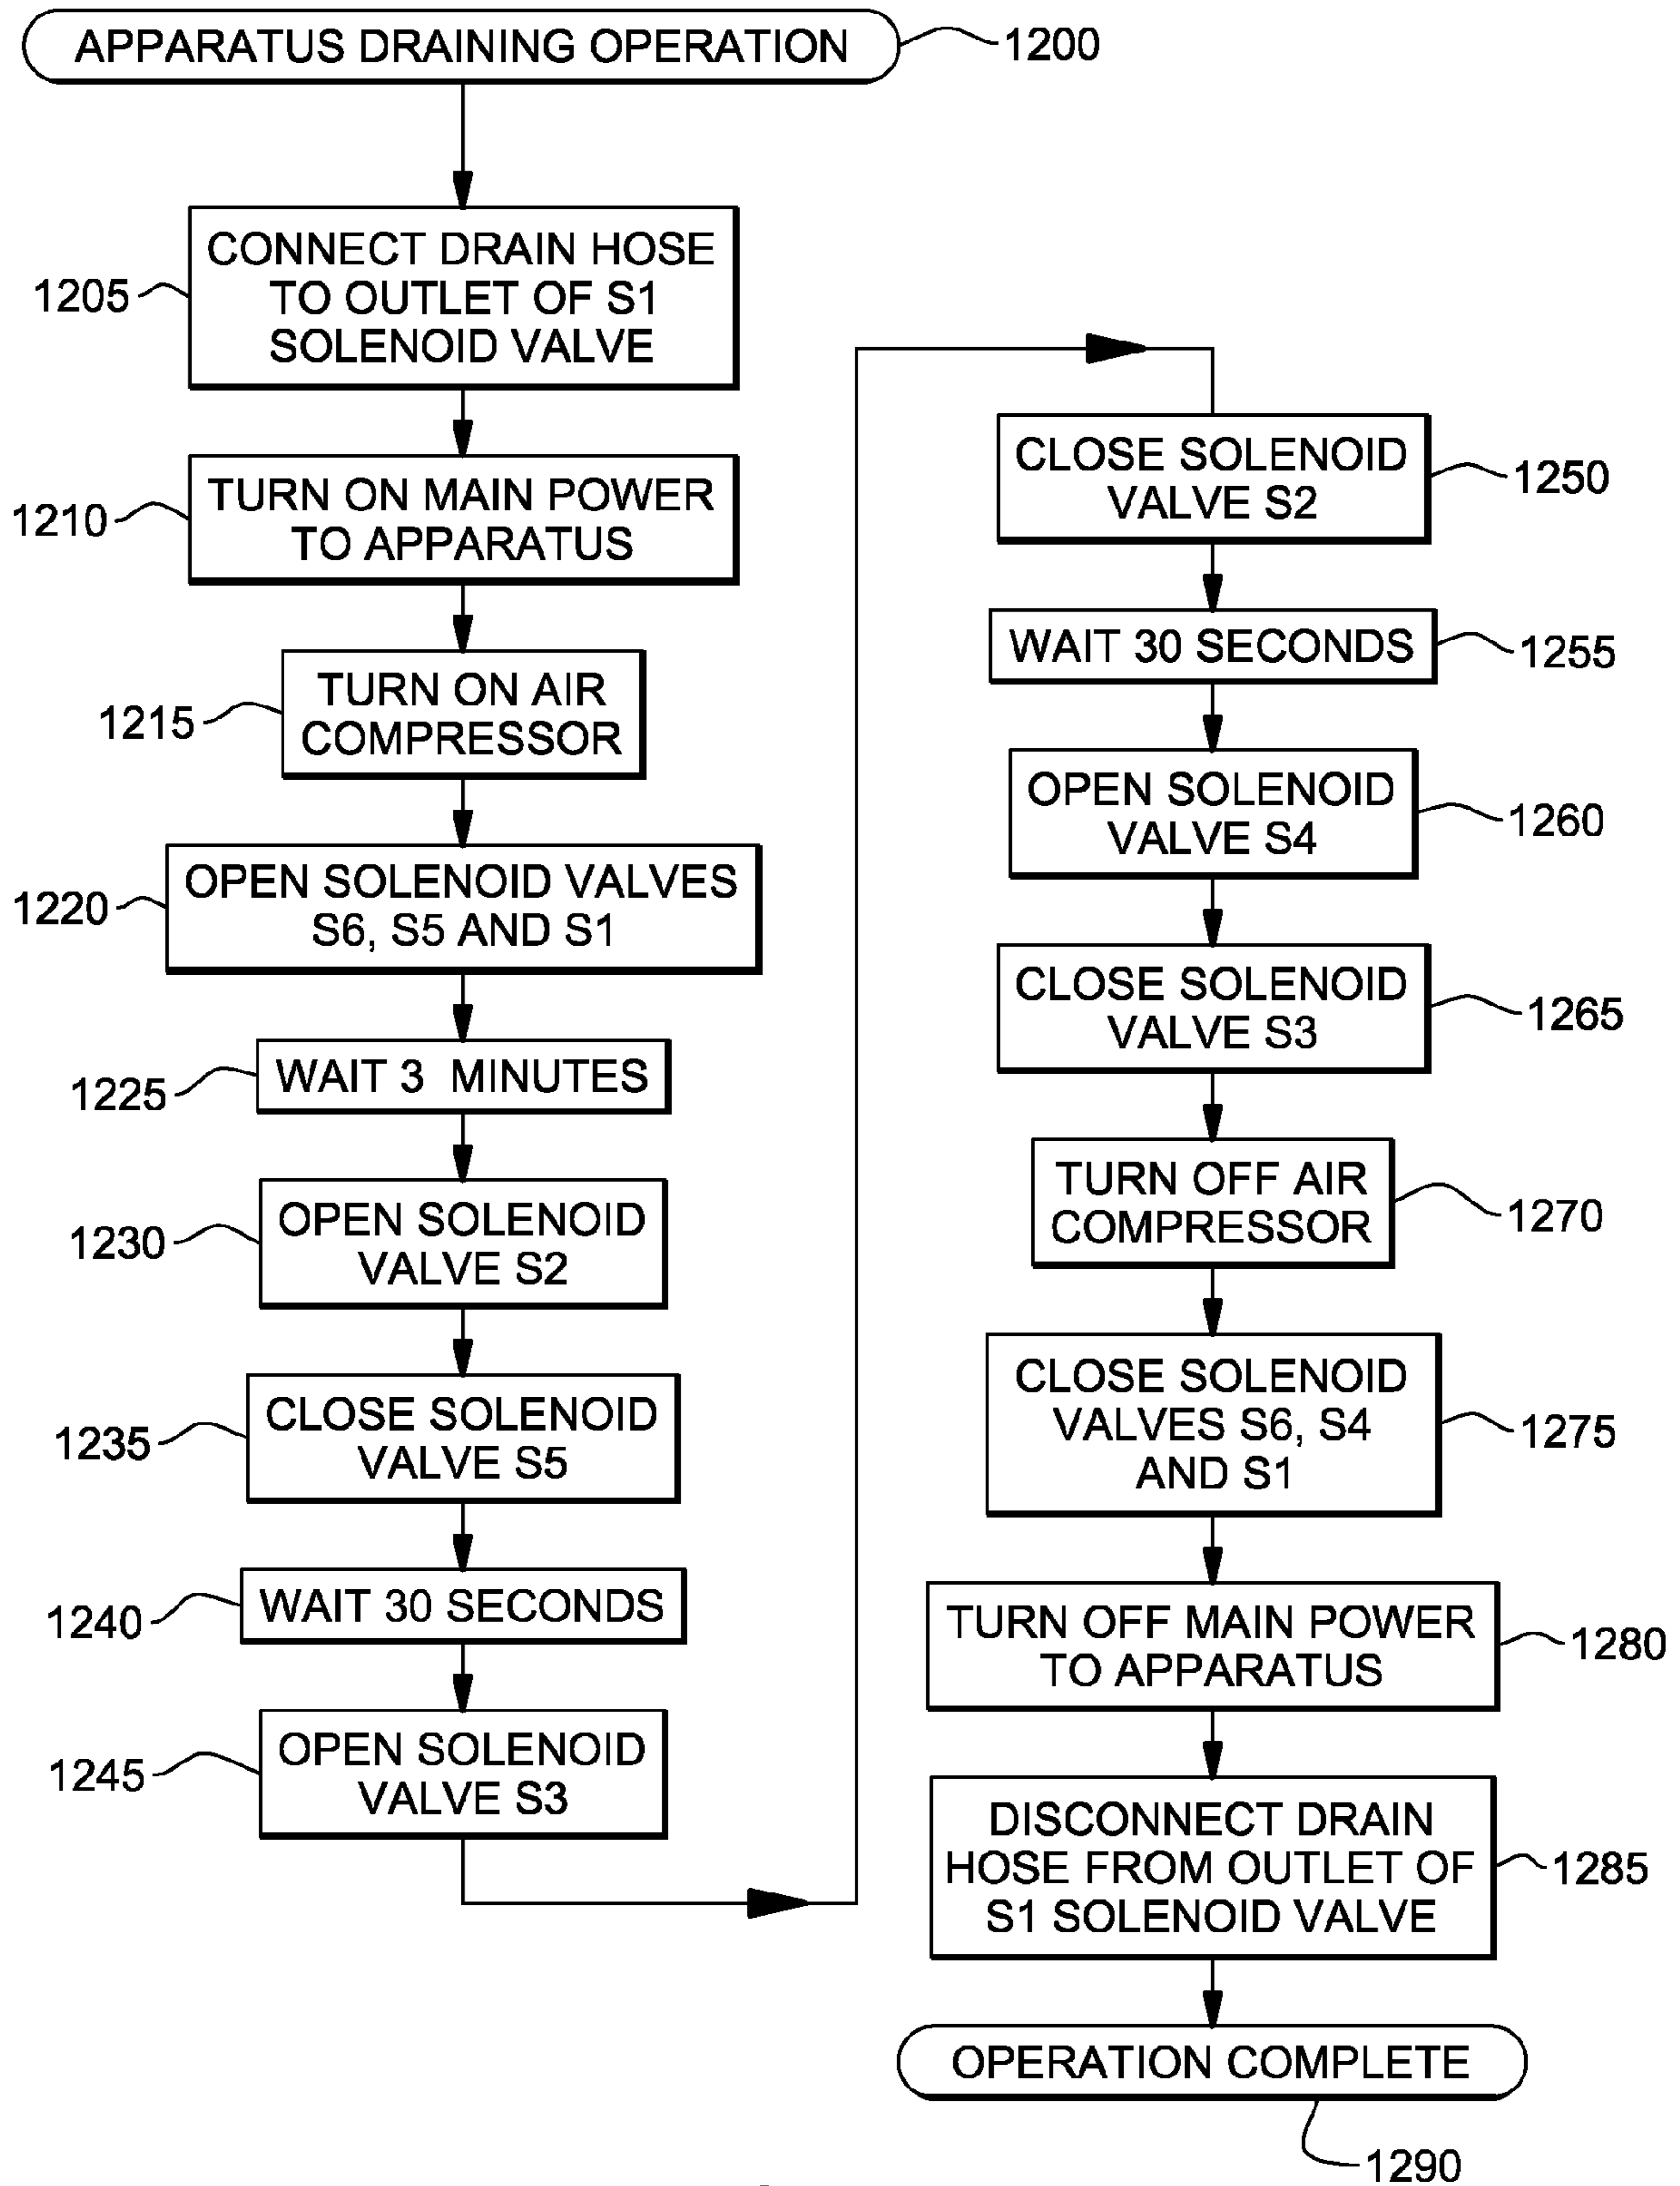 APPARATUS DRAINING OPERATION
1200
CONNECT DRAIN HOSE
TO OUTLET OF S1
SOLENOID VALVE
1205
TURN ON MAIN POWER
TO APPARATUS
1210
TURN ON AIR
COMPRESSOR
1215
OPEN SOLENOID VALVES
S6, S5 AND S1
1220
WAIT 3 MINUTES
1225
OPEN SOLENOID
VALVE S2
1230
CLOSE SOLENOID
VALVE S5
1235
WAIT 30 SECONDS
1240
OPEN SOLENOID
VALVE S3
1245
CLOSE SOLENOID
VALVE S2
1250
WAIT 30 SECONDS
1255
OPEN SOLENOID
VALVE S4
1260
CLOSE SOLENOID
VALVE S3
1265
TURN OFF AIR
COMPRESSOR
1270
CLOSE SOLENOID
VALVES S6, S4
AND S1
1275
TURN OFF MAIN POWER
TO APPARATUS
1280
DISCONNECT DRAIN
HOSE FROM OUTLET OF
S1 SOLENOID VALVE
1285
OPERATION COMPLETE
1290